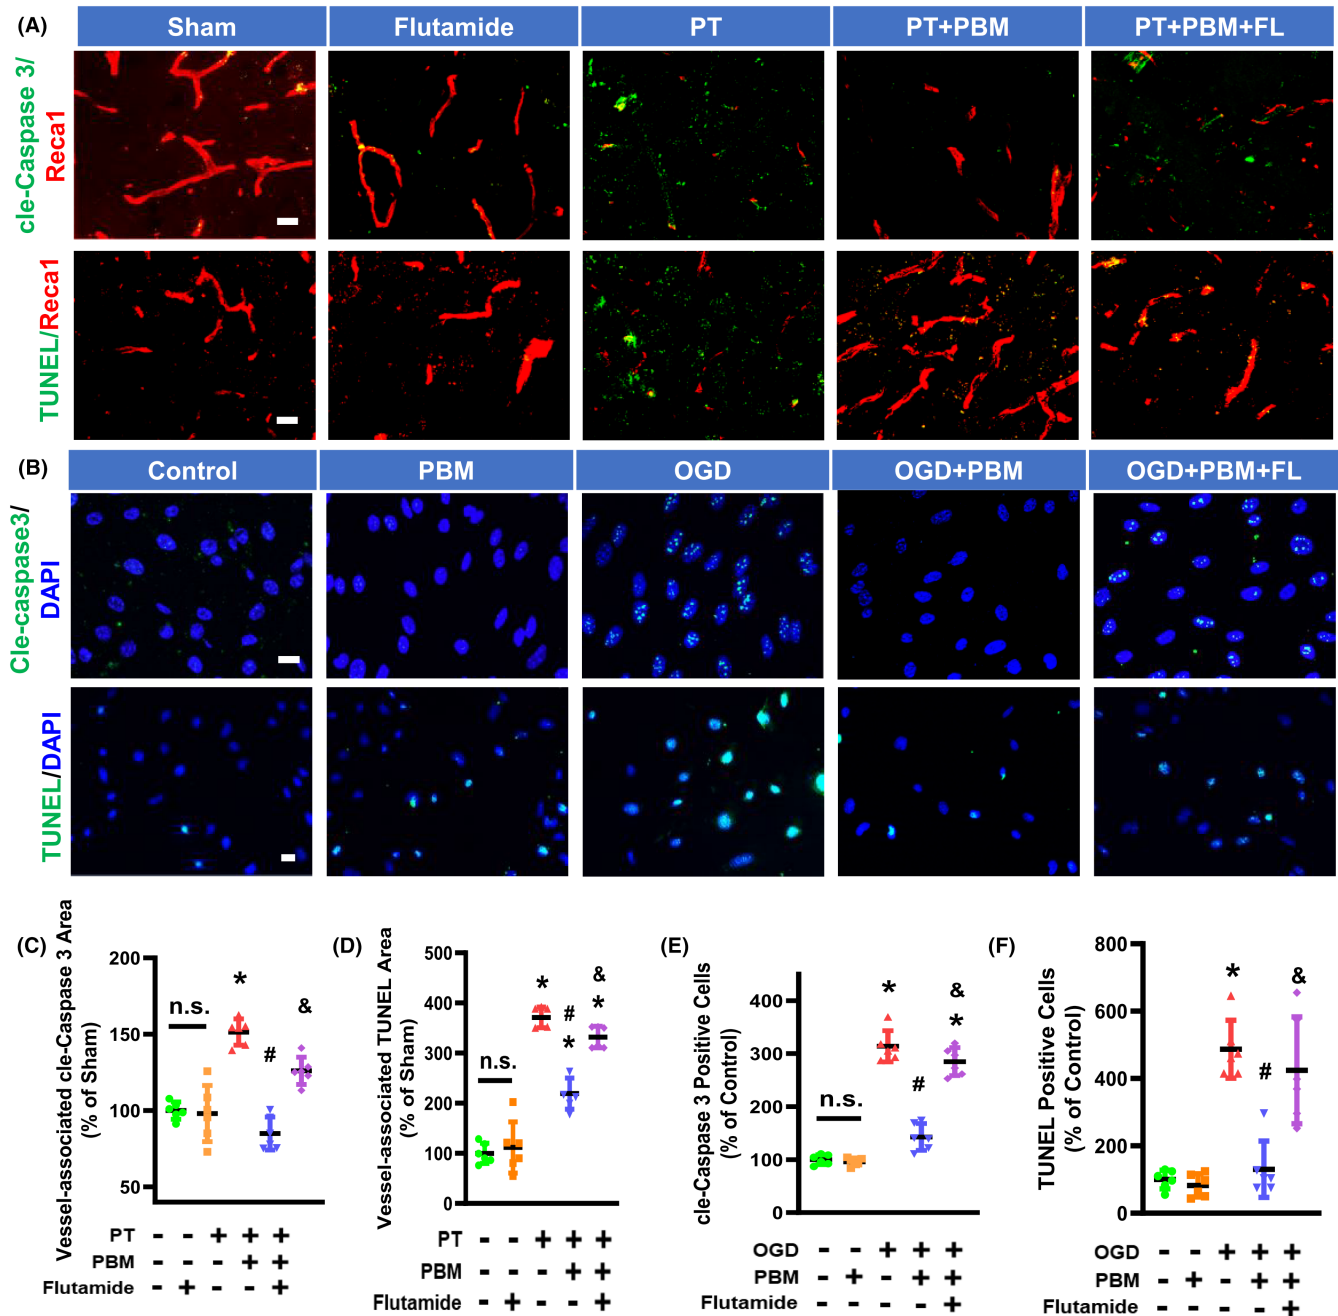 (A)
Sham Flutamide PT PT+PBM PT+PBM+FL
cle-Caspase 3/
Reca1
TUNEL/Reca1
(B)
Control PBM OGD OGD+PBM OGD+PBM+FL
Cle-caspase3/
DAPI
TUNEL/DAPI
(C)
Vessel-associated cle-Caspase 3 Area
(% of Sham)
200
150
100
50
n.s.
*
#
&
PT - - + + +
PBM - - - + +
Flutamide - + - - +
(D)
Vessel-associated TUNEL Area
(% of Sham)
500
400
300
200
100
0
n.s.
*
#
*
&
*
PT - - + + +
PBM - - - + +
Flutamide - + - - +
(E)
cle-Caspase 3 Positive Cells
(% of Control)
400
300
200
100
0
n.s.
*
#
&
*
OGD - - + + +
PBM - + - + +
Flutamide - - - - +
(F)
TUNEL Positive Cells
(% of Control)
800
600
400
200
0
*
#
&
OGD - - + + +
PBM - + - + +
Flutamide - - - - +